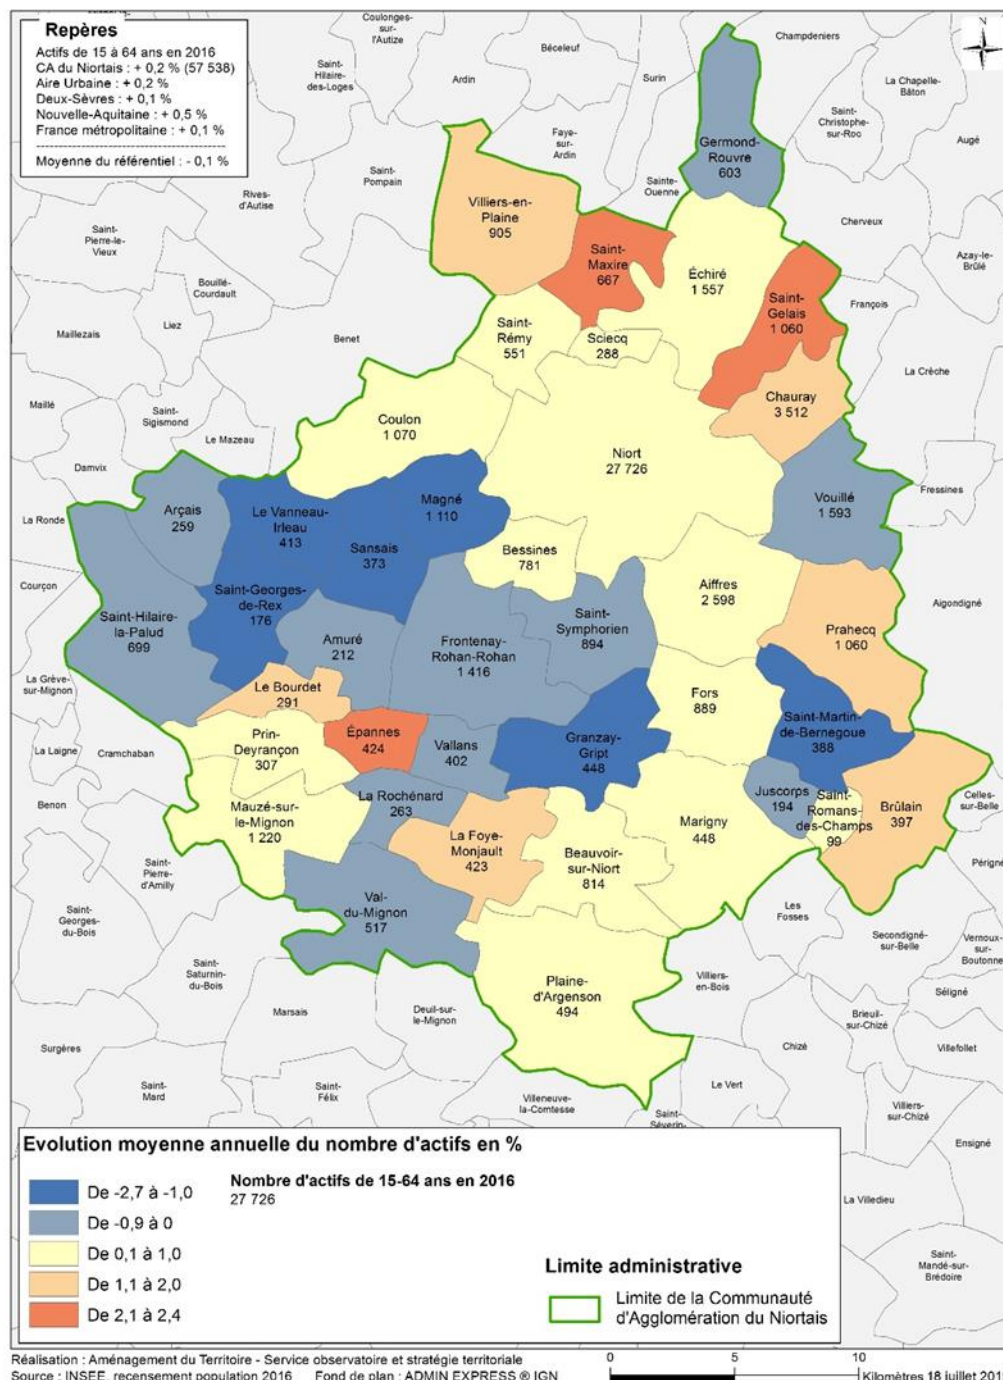 Repères
Actifs de 15 à 64 ans en 2016
CA du Niortais : + 0,2 % (57 538)
Aire Urbaine : + 0,2 %
Deux-Sèvres : + 0,1 %
Nouvelle-Aquitaine : + 0,5 %
France métropolitaine : + 0,1 %
Moyenne du référentiel : - 0,1 %
N
Coulonges-
sur-
l'Autize
Béceleuf
Champdeniers
Saint-
Hilaire-
des-Loges
Ardin
Surin
La Chapelle-
Bâton
Saint-
Christophe-
sur-Roc
Augé
Faye-
sur-
Ardin
Germond-
Rouvre
603
Saint-
Pompain
Sainte-
Ouenne
Rives-
d'Autise
Villiers-en-
Plaine
905
Cherveux
Saint-
Pierre-le-
Vieux
Saint-
Maxire
667
Échiré
1 557
Azay-le-
Brûlé
Bouillé-
Courdault
Saint-
Gelais
1 060
François
Maillezais
Liez
Benet
Saint-
Rémy
551
Sciecq
288
La Crèche
Maillé
Saint-
Sigismond
Le Mazeau
Coulon
1 070
Chauray
3 512
Niort
27 726
Damvix
Fressines
La Ronde
Arçais
259
Le Vanneau-
Irleau
413
Magné
1 110
Vouillé
1 593
Sansais
373
Bessines
781
Courçon
Saint-Georges-
de-Rex
176
Aiffres
2 598
Aigondigné
Saint-Hilaire-
la-Palud
699
Amuré
212
Frontenay-
Rohan-Rohan
1 416
Saint-
Symphorien
894
Prahecq
1 060
La Grève-
sur-Mignon
Le Bourdet
291
Fors
889
Saint-Martin-
de-Bernegoue
388
La Laigne
Cramchaban
Prin-
Deyrançon
307
Épannes
424
Vallans
402
Granzay-
Gript
448
Benon
Mauzé-sur-
le-Mignon
1 220
La Rochénard
263
Juscorps
194
Saint-
Romans-
des-Champs
99
Brûlain
397
Celles-
sur-Belle
La Foye-
Monjault
423
Beauvoir-
sur-Niort
814
Marigny
448
Périgné
Saint-
Pierre-
d'Amilly
Val-
du-Mignon
517
Les
Fosses
Saint-
Georges-
du-Bois
Secondigné-
sur-Belle
Vernoux-
sur-
Boutonne
Saint-
Saturnin-
du-Bois
Plaine-
d'Argenson
494
Villiers-
en-Bois
Séligné
Marsais
Deuil-sur-
le-Mignon
Brieuil-
sur-Chizé
Surgères
Chizé
Villefollet
Saint-
Mard
Saint-
Félix
Villeneuve-
la-Comtesse
Le Vert
Saint-
Séverin-
Villiers-
sur-Chizé
Ensigné
La Villedieu
Saint-
Mandé-sur-
Brédoire
Evolution moyenne annuelle du nombre d'actifs en %
De -2,7 à -1,0
De -0,9 à 0
De 0,1 à 1,0
De 1,1 à 2,0
De 2,1 à 2,4
Nombre d'actifs de 15-64 ans en 2016
27 726
Limite administrative
Limite de la Communauté
d'Agglomération du Niortais
Réalisation : Aménagement du Territoire - Service observatoire et stratégie territoriale
Source : INSEE, recensement population 2016 Fond de plan : ADMIN EXPRESS ® IGN
0 5 10
Kilomètres 18 juillet 201